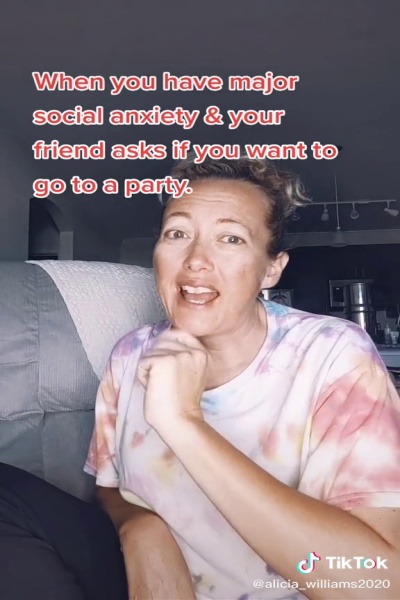 When you have major
social anxiety & your
friend asks if you want to
go to a party.
TikTok
@alicia_williams2020